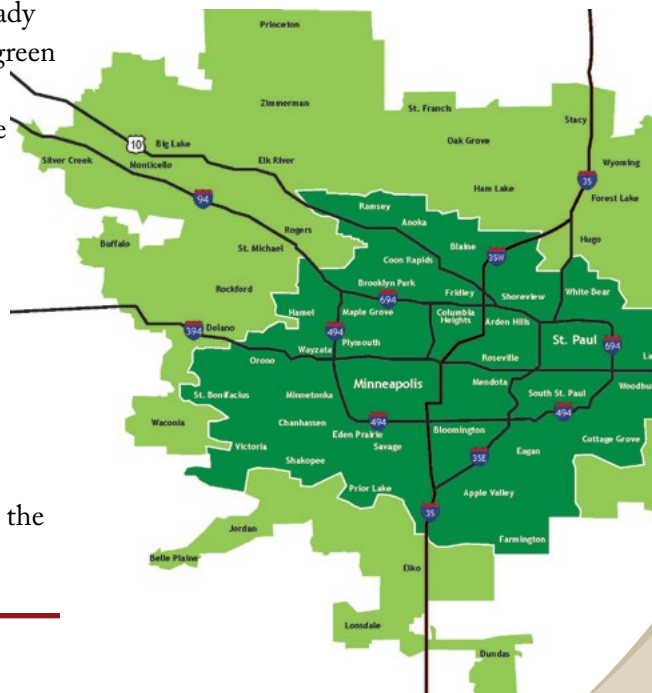 ady
green
e
the
Princeton
Zimmerman
St. Francis
Stacy
Oak Grove
10
Big Lake
Silver Creek
Monticello
Elk River
Wyoming
35
Ham Lake
Forest Lake
94
Ramsey
Anoka
Rogers
Hugo
Buffalo
St. Michael
Blaine
35W
Coon Rapids
Rockford
Brooklyn Park
694
Fridley
Shoreview
White Bear
Hamel
Maple Grove
Columbia
Heights
Arden Hills
394
Delano
494
Plymouth
St. Paul
694
Wayzata
Orono
Roseville
La
Minneapolis
Mendota
Woodbu
St. Bonifacius
Minnetonka
South St. Paul
494
Waconia
Chanhassen
494
Eden Prairie
Bloomington
Savage
Cottage Grove
Victoria
Eagan
35E
Shakopee
Prior Lake
Apple Valley
35
Jordan
Farmington
Belle Plaine
Elko
Lonsdale
Dundas